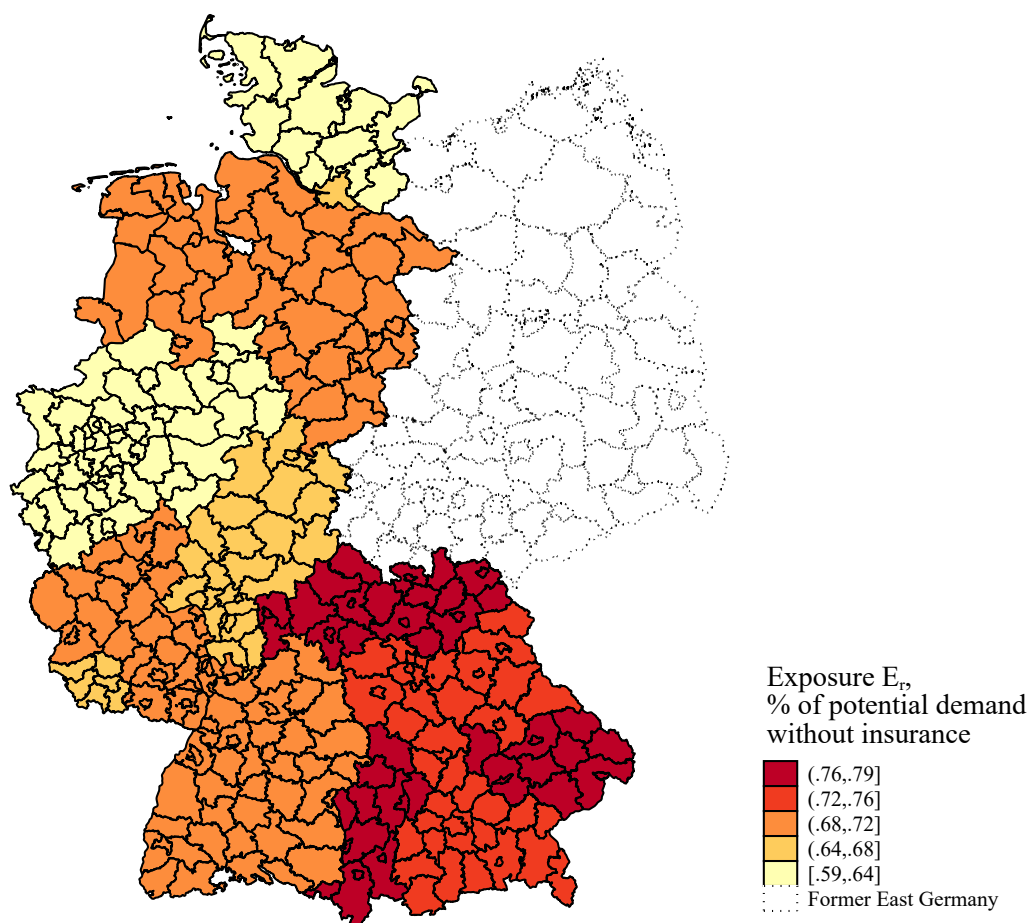 Exposure Eᵣ,
% of potential demand
without insurance
(.76,.79]
(.72,.76]
(.68,.72]
(.64,.68]
[.59,.64]
Former East Germany